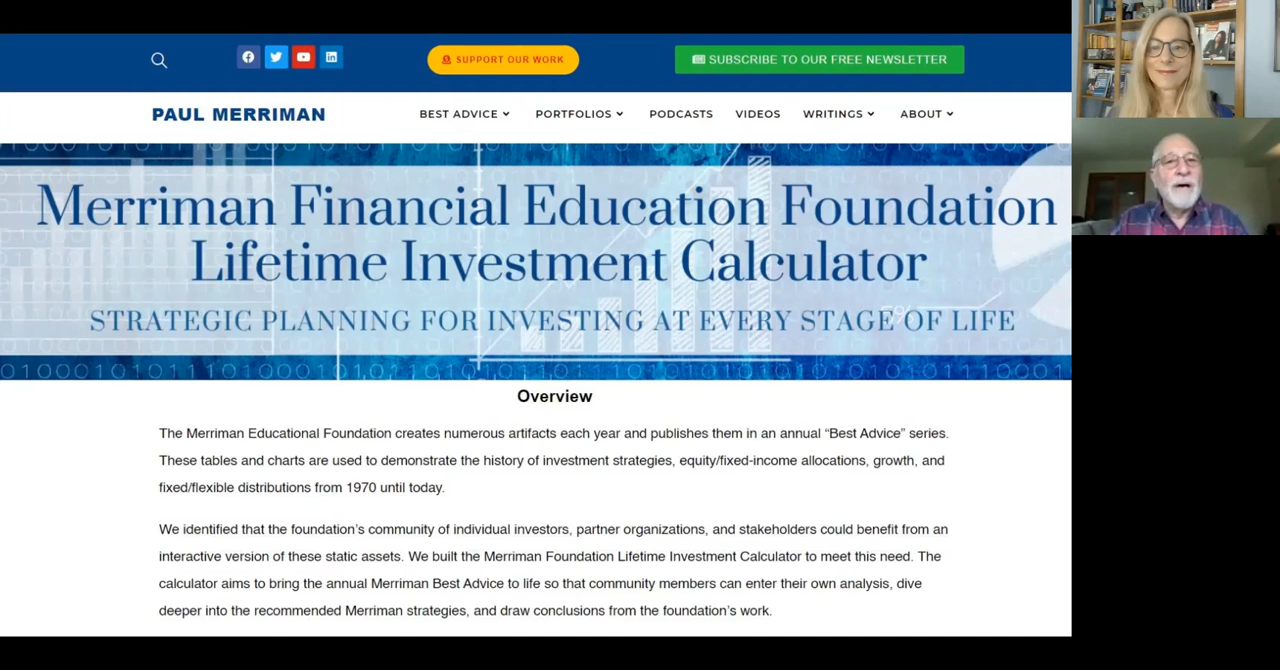 SUPPORT OUR WORK
SUBSCRIBE TO OUR FREE NEWSLETTER
PAUL MERRIMAN
BEST ADVICE
PORTFOLIOS
PODCASTS
VIDEOS
WRITINGS
ABOUT
Merriman Financial Education Foundation
Lifetime Investment Calculator
STRATEGIC PLANNING FOR INVESTING AT EVERY STAGE OF LIFE
Overview
The Merriman Educational Foundation creates numerous artifacts each year and publishes them in an annual “Best Advice” series.
These tables and charts are used to demonstrate the history of investment strategies, equity/fixed-income allocations, growth, and
fixed/flexible distributions from 1970 until today.
We identified that the foundation’s community of individual investors, partner organizations, and stakeholders could benefit from an
interactive version of these static assets. We built the Merriman Foundation Lifetime Investment Calculator to meet this need. The
calculator aims to bring the annual Merriman Best Advice to life so that community members can enter their own analysis, dive
deeper into the recommended Merriman strategies, and draw conclusions from the foundation’s work.